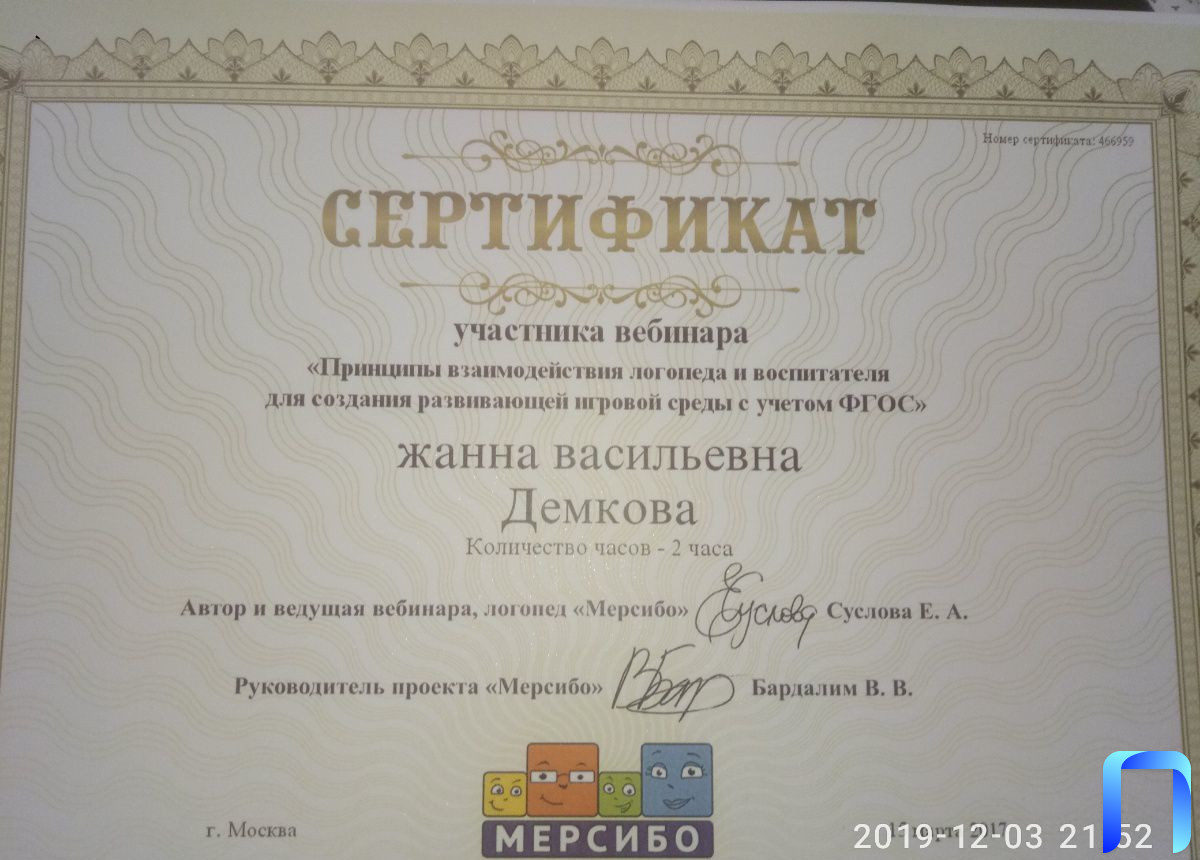 Номер сертификата: 466959
СЕРТИФИКАТ
участника вебинара
«Принципы взаимодействия логопеда и воспитателя
для создания развивающей игровой среды с учетом ФГОС»
жанна васильевна
Демкова
Количество часов - 2 часа
Автор и ведущая вебинара, логопед «Мерсибо» Суслова Е. А.
Руководитель проекта «Мерсибо» Бардалим В. В.
МЕРСИБО
г. Москва
марта 2017
2019-12-03 21:52